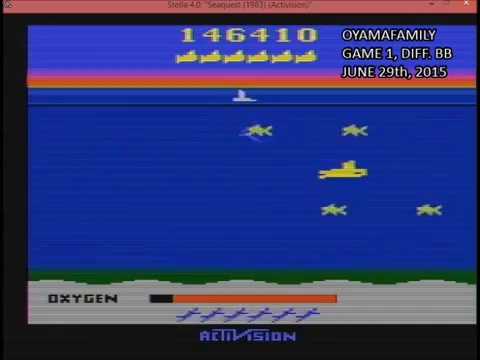 Stella 4.0: "Seaquest (1983) (Activision)"
146410
OYAMAFAMILY
GAME 1, DIFF. BB
JUNE 29th, 2015
OXYGEN
ACTIVISION